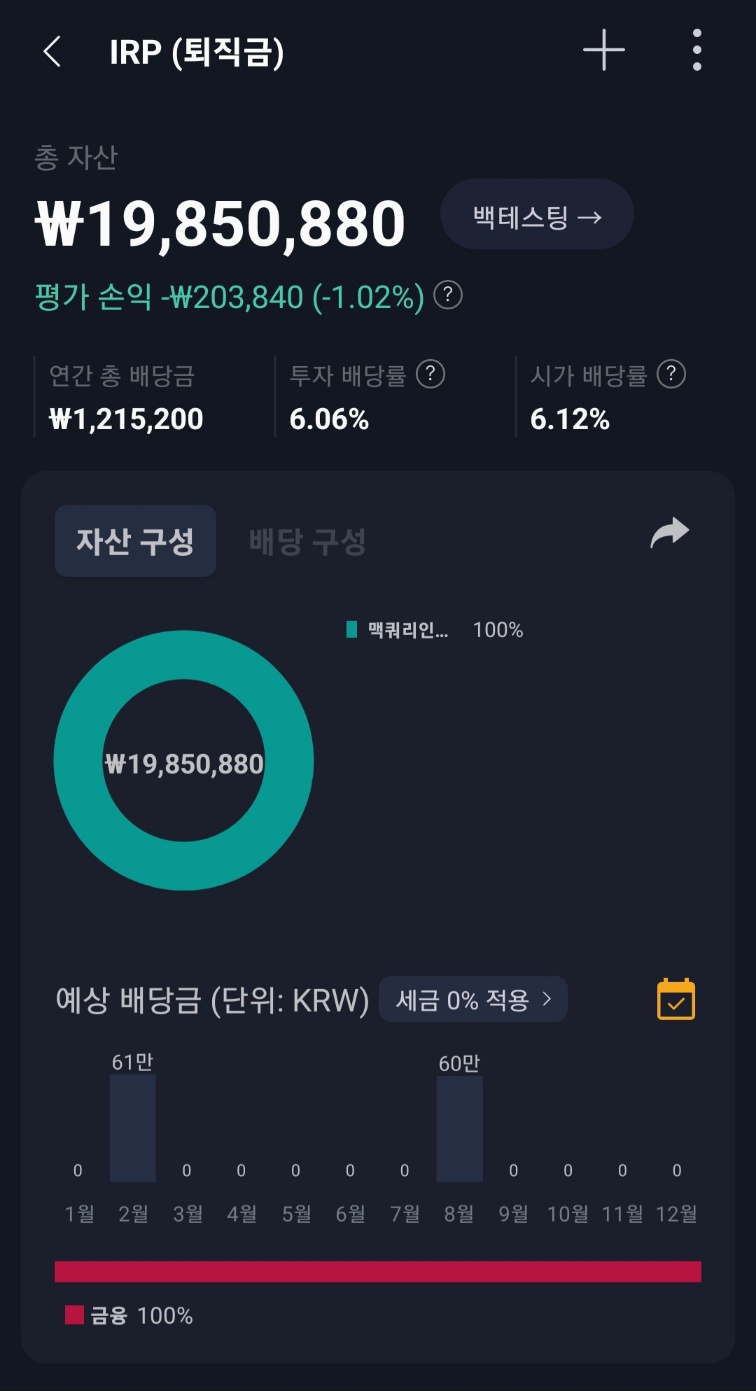 IRP (퇴직금)
총 자산
₩19,850,880
백테스팅 →
평가 손익 -₩203,840 (-1.02%) ?
연간 총 배당금 투자 배당률 ? 시가 배당률 ?
₩1,215,200 6.06% 6.12%
자산 구성 배당 구성
맥쿼리인... 100%
₩19,850,880
예상 배당금 (단위: KRW) 세금 0% 적용 >
61만 60만
0 0 0 0 0 0 0 0 0 0
1월 2월 3월 4월 5월 6월 7월 8월 9월 10월 11월 12월
금융 100%